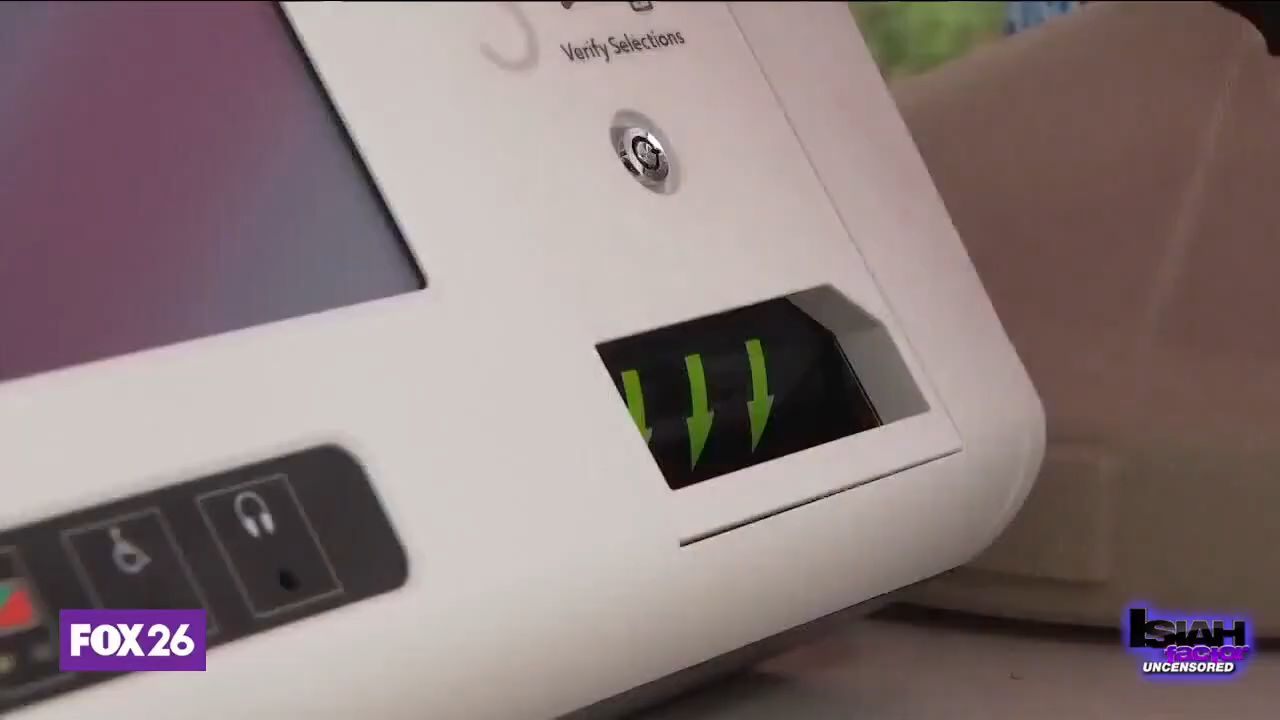 Verify Selections
FOX 26
ISIAH
factor
UNCENSORED